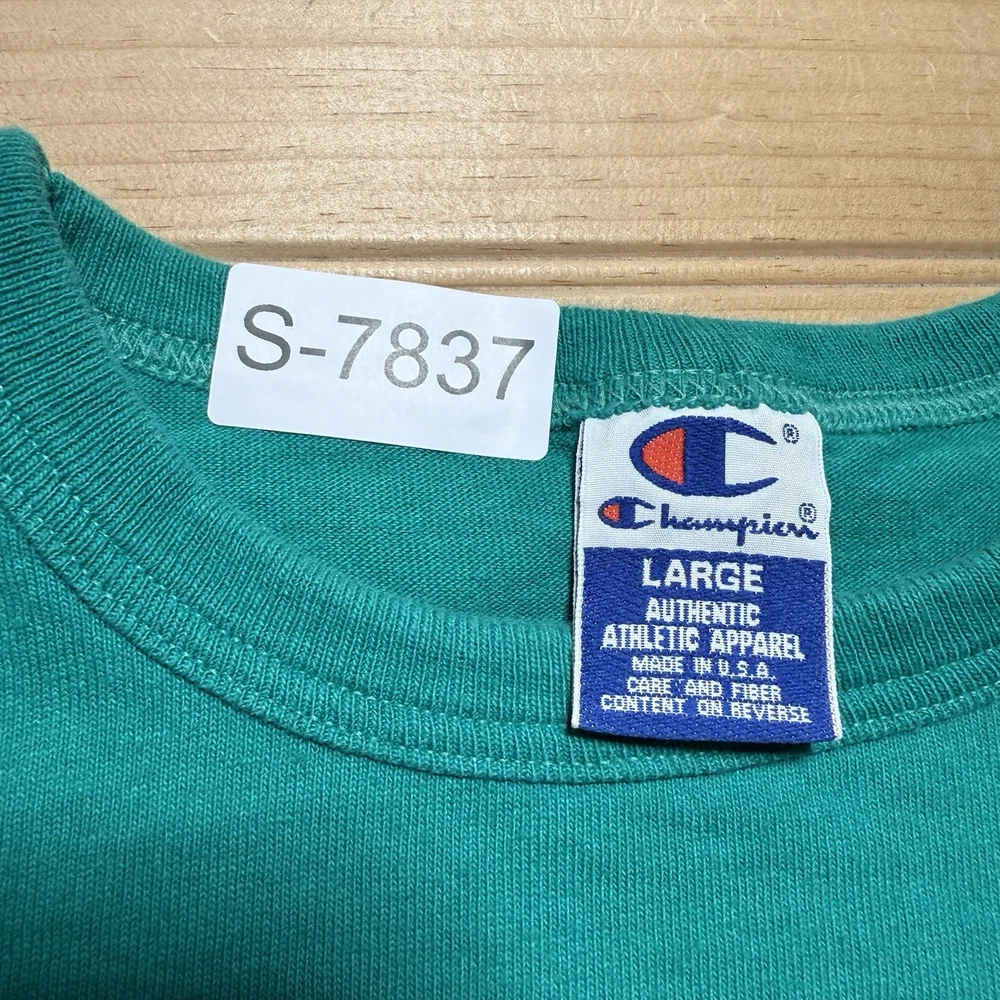 S-7837
®
Champion®
LARGE
AUTHENTIC
ATHLETIC APPAREL
MADE IN U.S.A.
CARE AND FIBER
CONTENT ON REVERSE